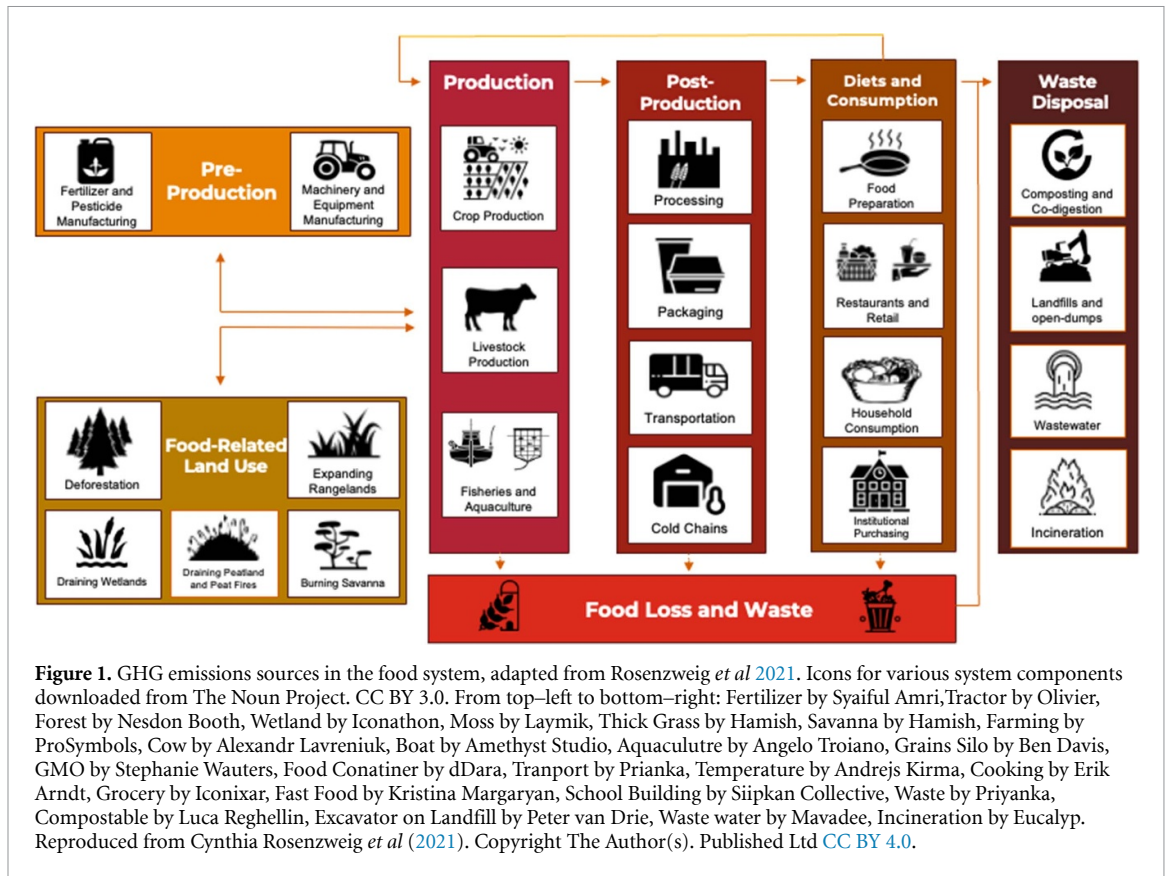 Pre-
Production
Fertilizer and
Pesticide
Manufacturing
Machinery and
Equipment
Manufacturing
Food-Related
Land Use
Deforestation
Expanding
Rangelands
Draining Wetlands
Draining Peatland
and Peat Fires
Burning Savanna
Production
Crop Production
Livestock
Production
Fisheries and
Aquaculture
Post-
Production
Processing
Packaging
Transportation
Cold Chains
Diets and
Consumption
Food
Preparation
Restaurants and
Retail
Household
Consumption
Institutional
Purchasing
Waste
Disposal
Composting and
Co-digestion
Landfills and
open-dumps
Wastewater
Incineration
Food Loss and Waste
Figure 1. GHG emissions sources in the food system, adapted from Rosenzweig et al 2021. Icons for various system components
downloaded from The Noun Project. CC BY 3.0. From top–left to bottom–right: Fertilizer by Syaiful Amri,Tractor by Olivier,
Forest by Nesdon Booth, Wetland by Iconathon, Moss by Laymik, Thick Grass by Hamish, Savanna by Hamish, Farming by
ProSymbols, Cow by Alexandr Lavreniuk, Boat by Amethyst Studio, Aquaculutre by Angelo Troiano, Grains Silo by Ben Davis,
GMO by Stephanie Wauters, Food Conatiner by dDara, Tranport by Prianka, Temperature by Andrejs Kirma, Cooking by Erik
Arndt, Grocery by Iconixar, Fast Food by Kristina Margaryan, School Building by Siipkan Collective, Waste by Priyanka,
Compostable by Luca Reghellin, Excavator on Landfill by Peter van Drie, Waste water by Mavadee, Incineration by Eucalyp.
Reproduced from Cynthia Rosenzweig et al (2021). Copyright The Author(s). Published Ltd CC BY 4.0.